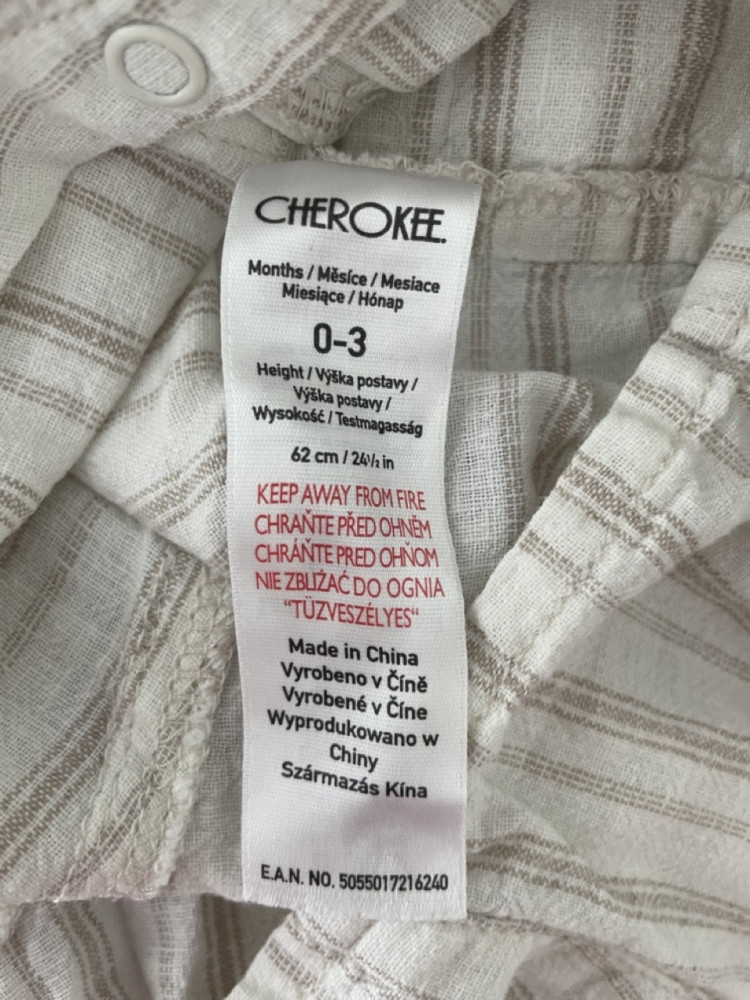 CHEROKEE.
Months / Měsíce / Mesiace
Miesiące / Hónap
0-3
Height / Výška postavy /
Výška postavy /
Wysokość / Testmagasság
62 cm / 24½ in
KEEP AWAY FROM FIRE
CHRAŇTE PŘED OHNĚM
CHRÁŇTE PRED OHŇOM
NIE ZBLIŻAĆ DO OGNIA
"TŰZVESZÉLYES"
Made in China
Vyrobeno v Číně
Vyrobené v Číne
Wyprodukowano w
Chiny
Származás Kína
E.A.N. NO. 5055017216240